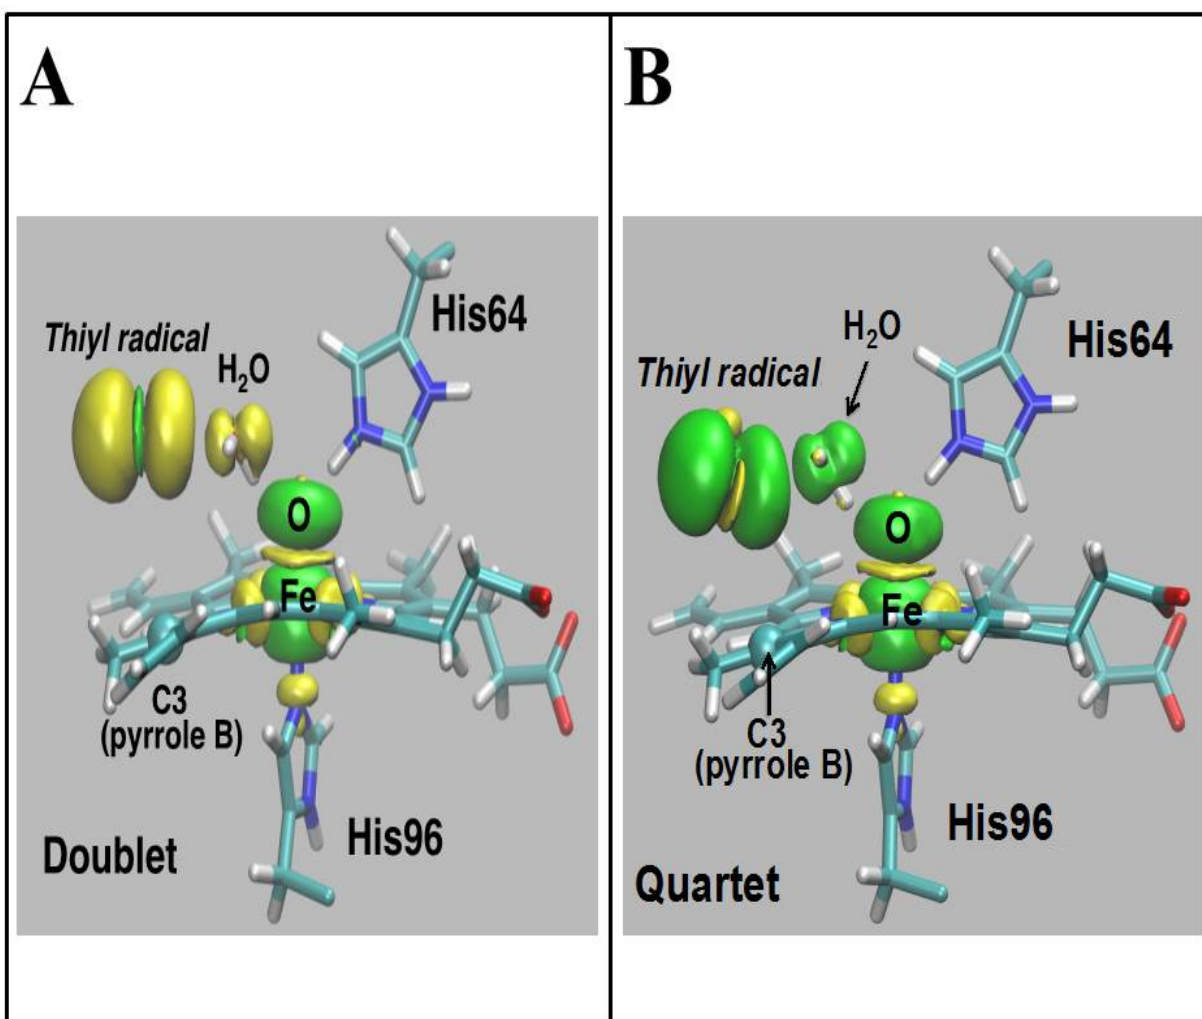 A
His64
Thiyl radical
H₂O
O
Fe
C3
(pyrrole B)
His96
Doublet
B
H₂O
His64
Thiyl radical
O
Fe
C3
(pyrrole B)
His96
Quartet